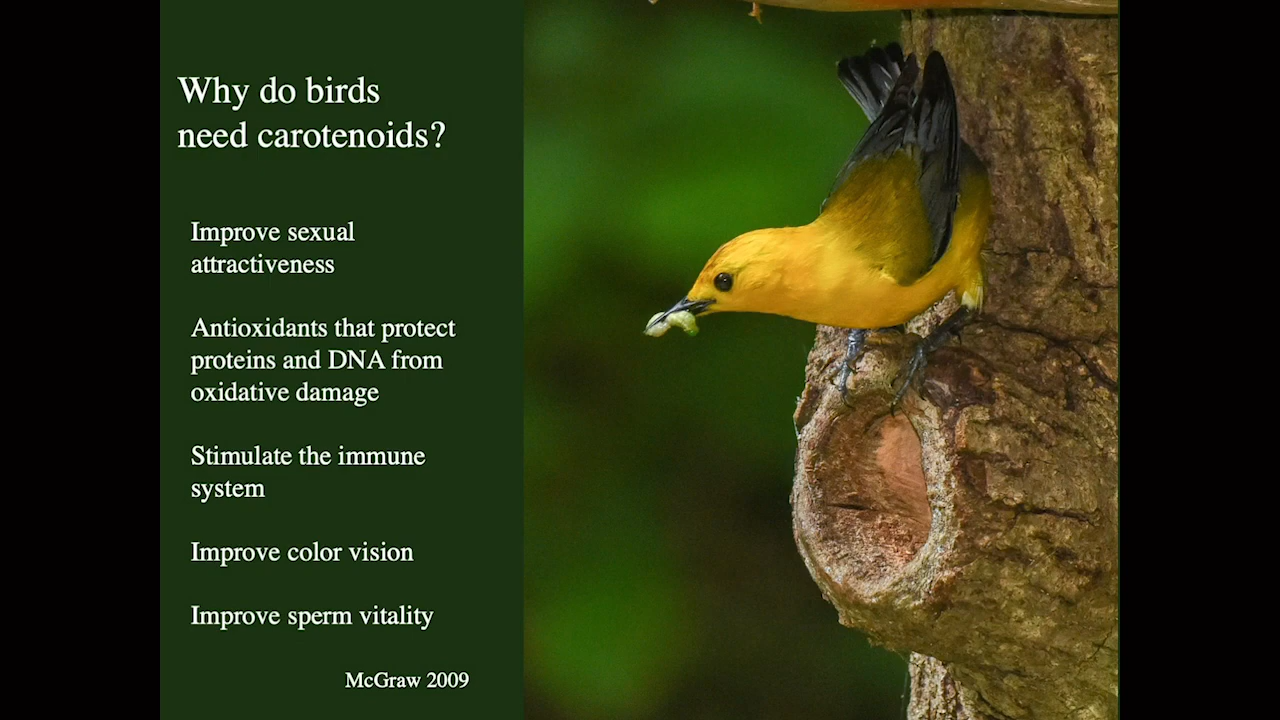 Why do birds
need carotenoids?
Improve sexual
attractiveness
Antioxidants that protect
proteins and DNA from
oxidative damage
Stimulate the immune
system
Improve color vision
Improve sperm vitality
McGraw 2009